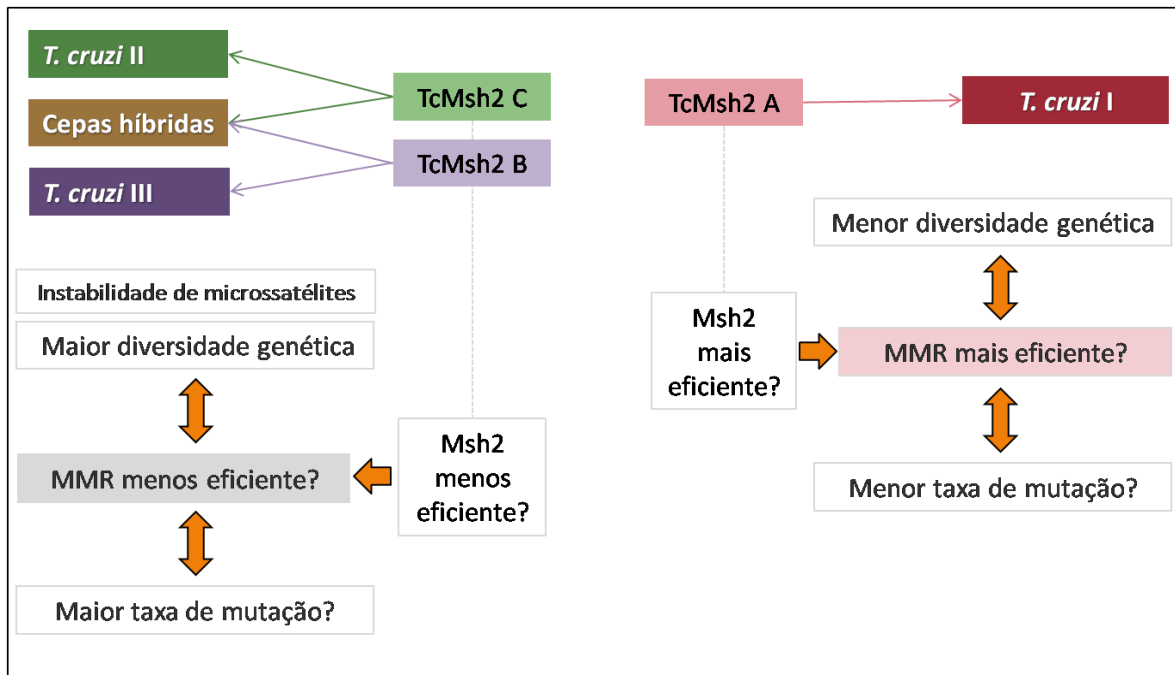 T. cruzi II
Cepas híbridas
T. cruzi III
TcMsh2 C
TcMsh2 B
Instabilidade de microssatélites
Maior diversidade genética
MMR menos eficiente?
Maior taxa de mutação?
Msh2
menos
eficiente?
TcMsh2 A
T. cruzi I
Msh2
mais
eficiente?
Menor diversidade genética
MMR mais eficiente?
Menor taxa de mutação?